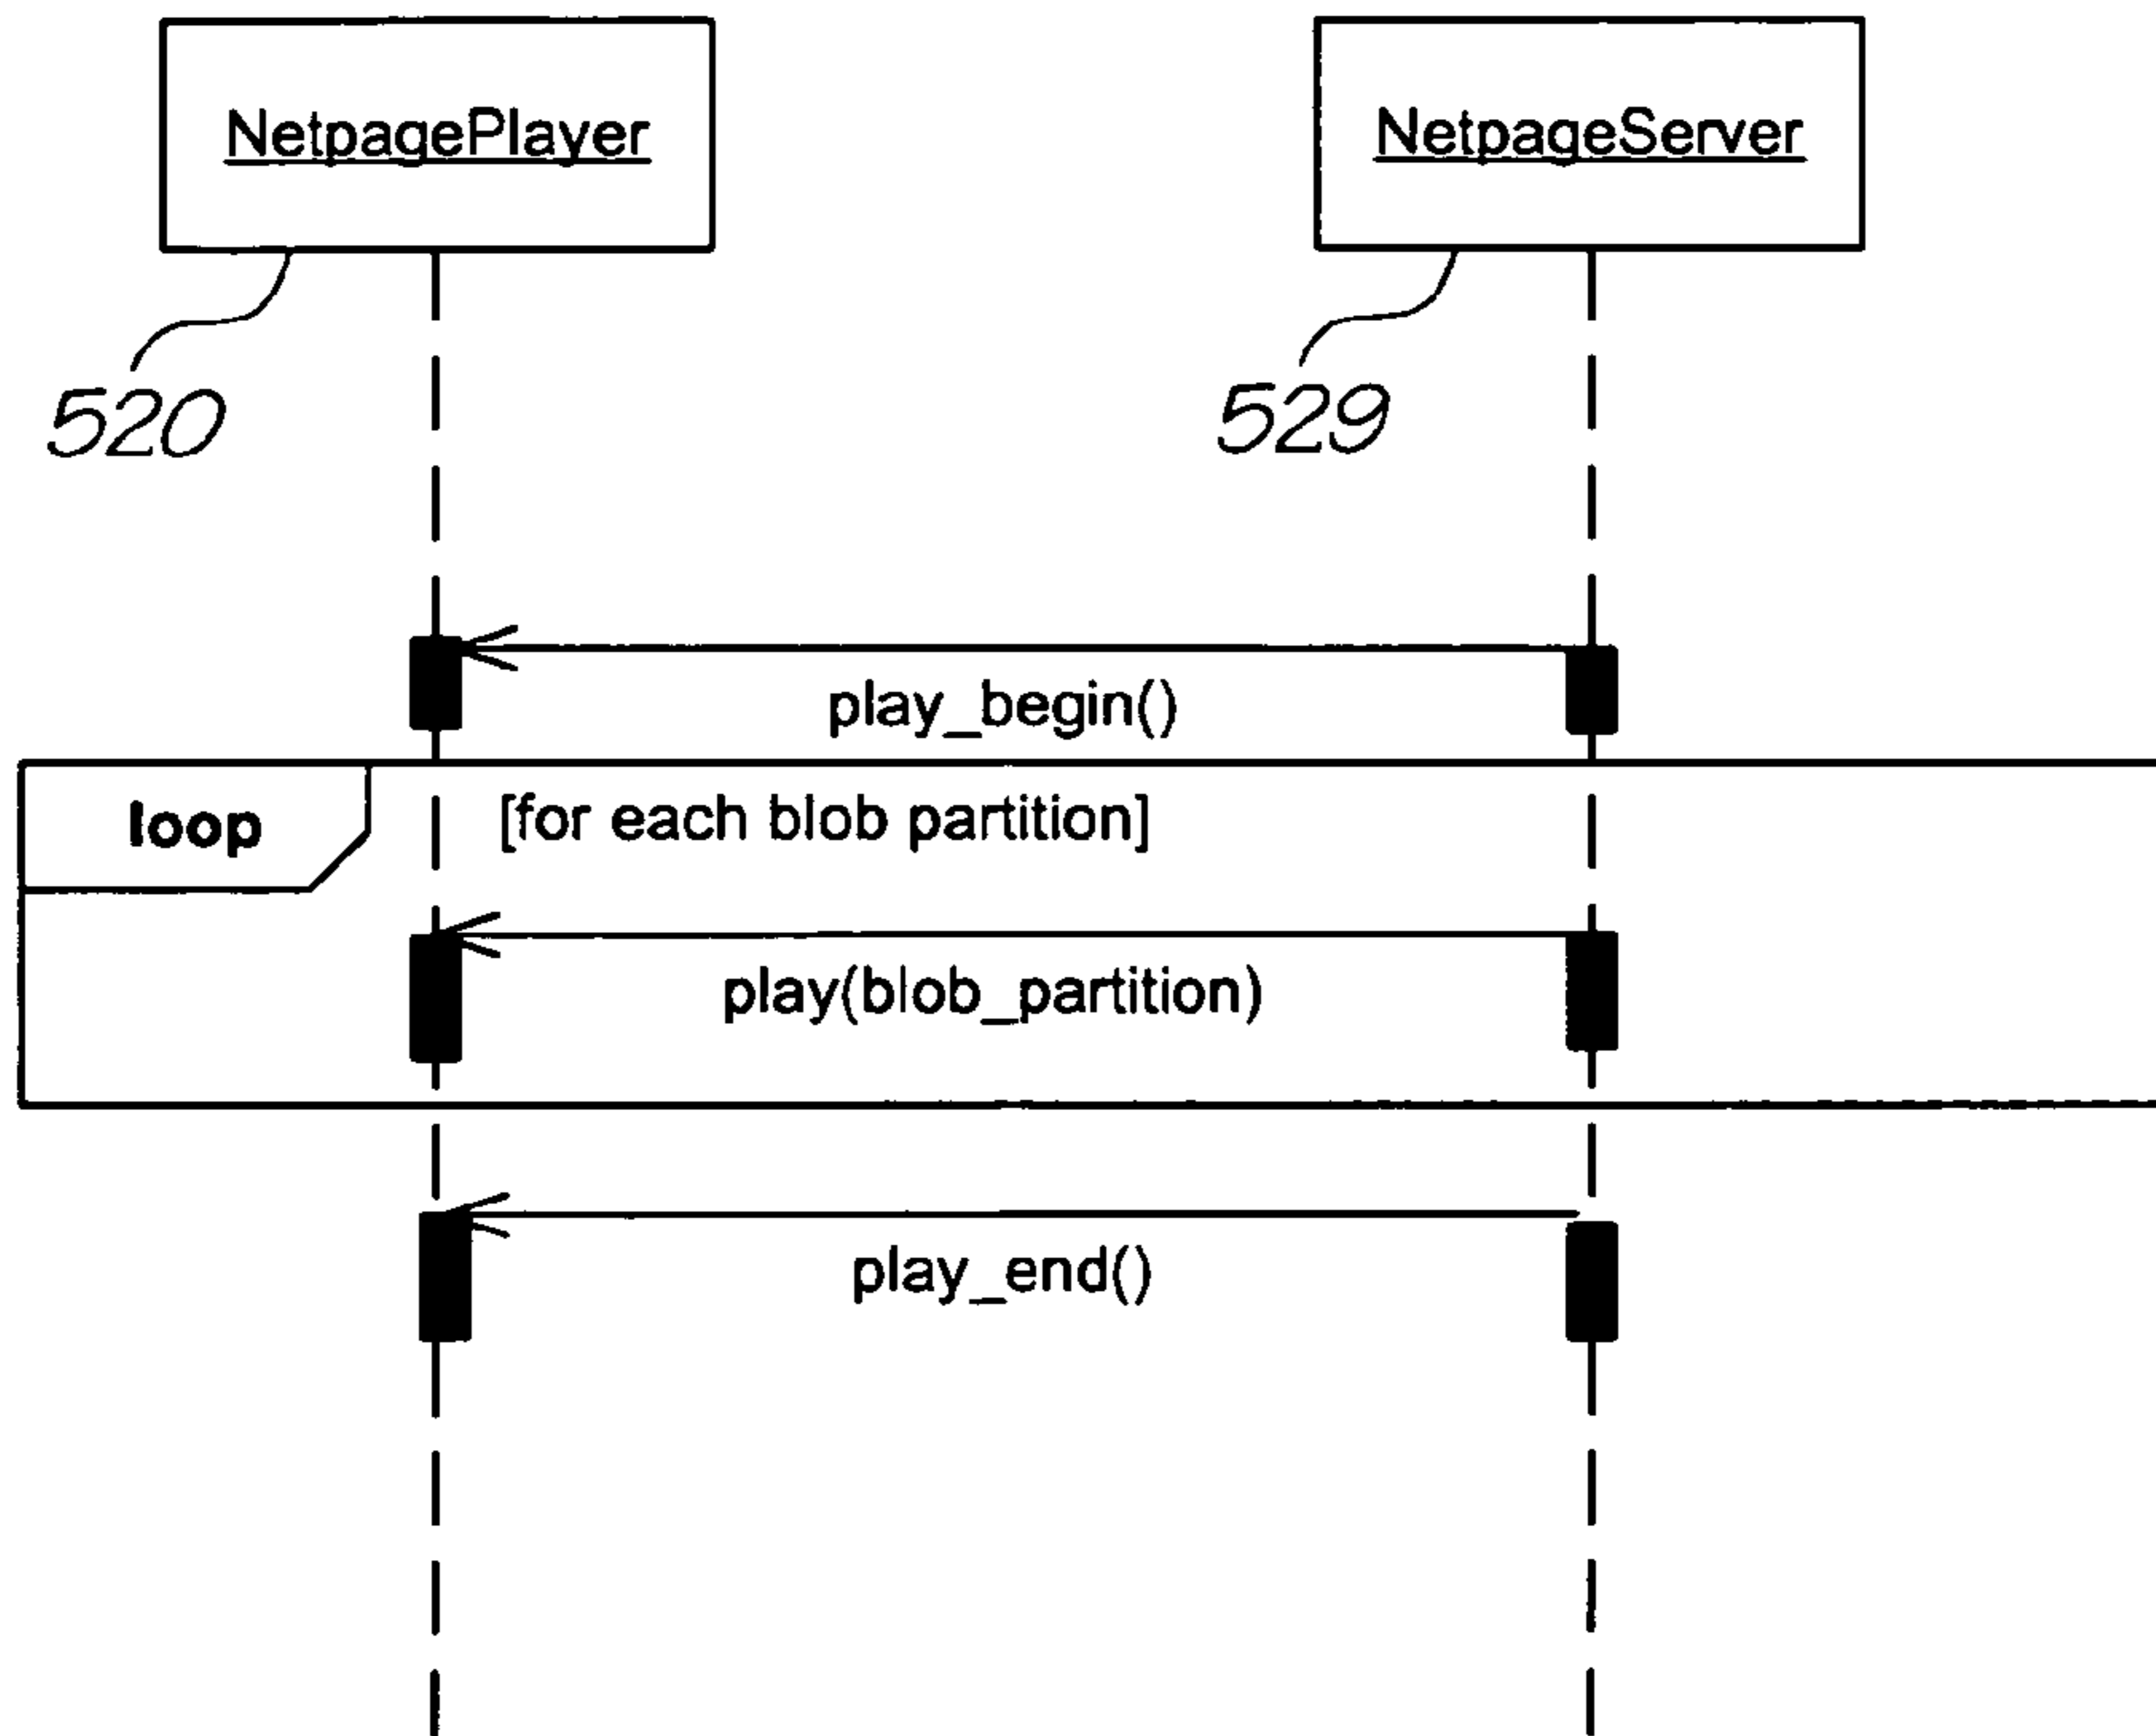 NetpagePlayer
NetpageServer
520
529
play_begin()
loop
[for each blob partition]
play(blob_partition)
play_end()